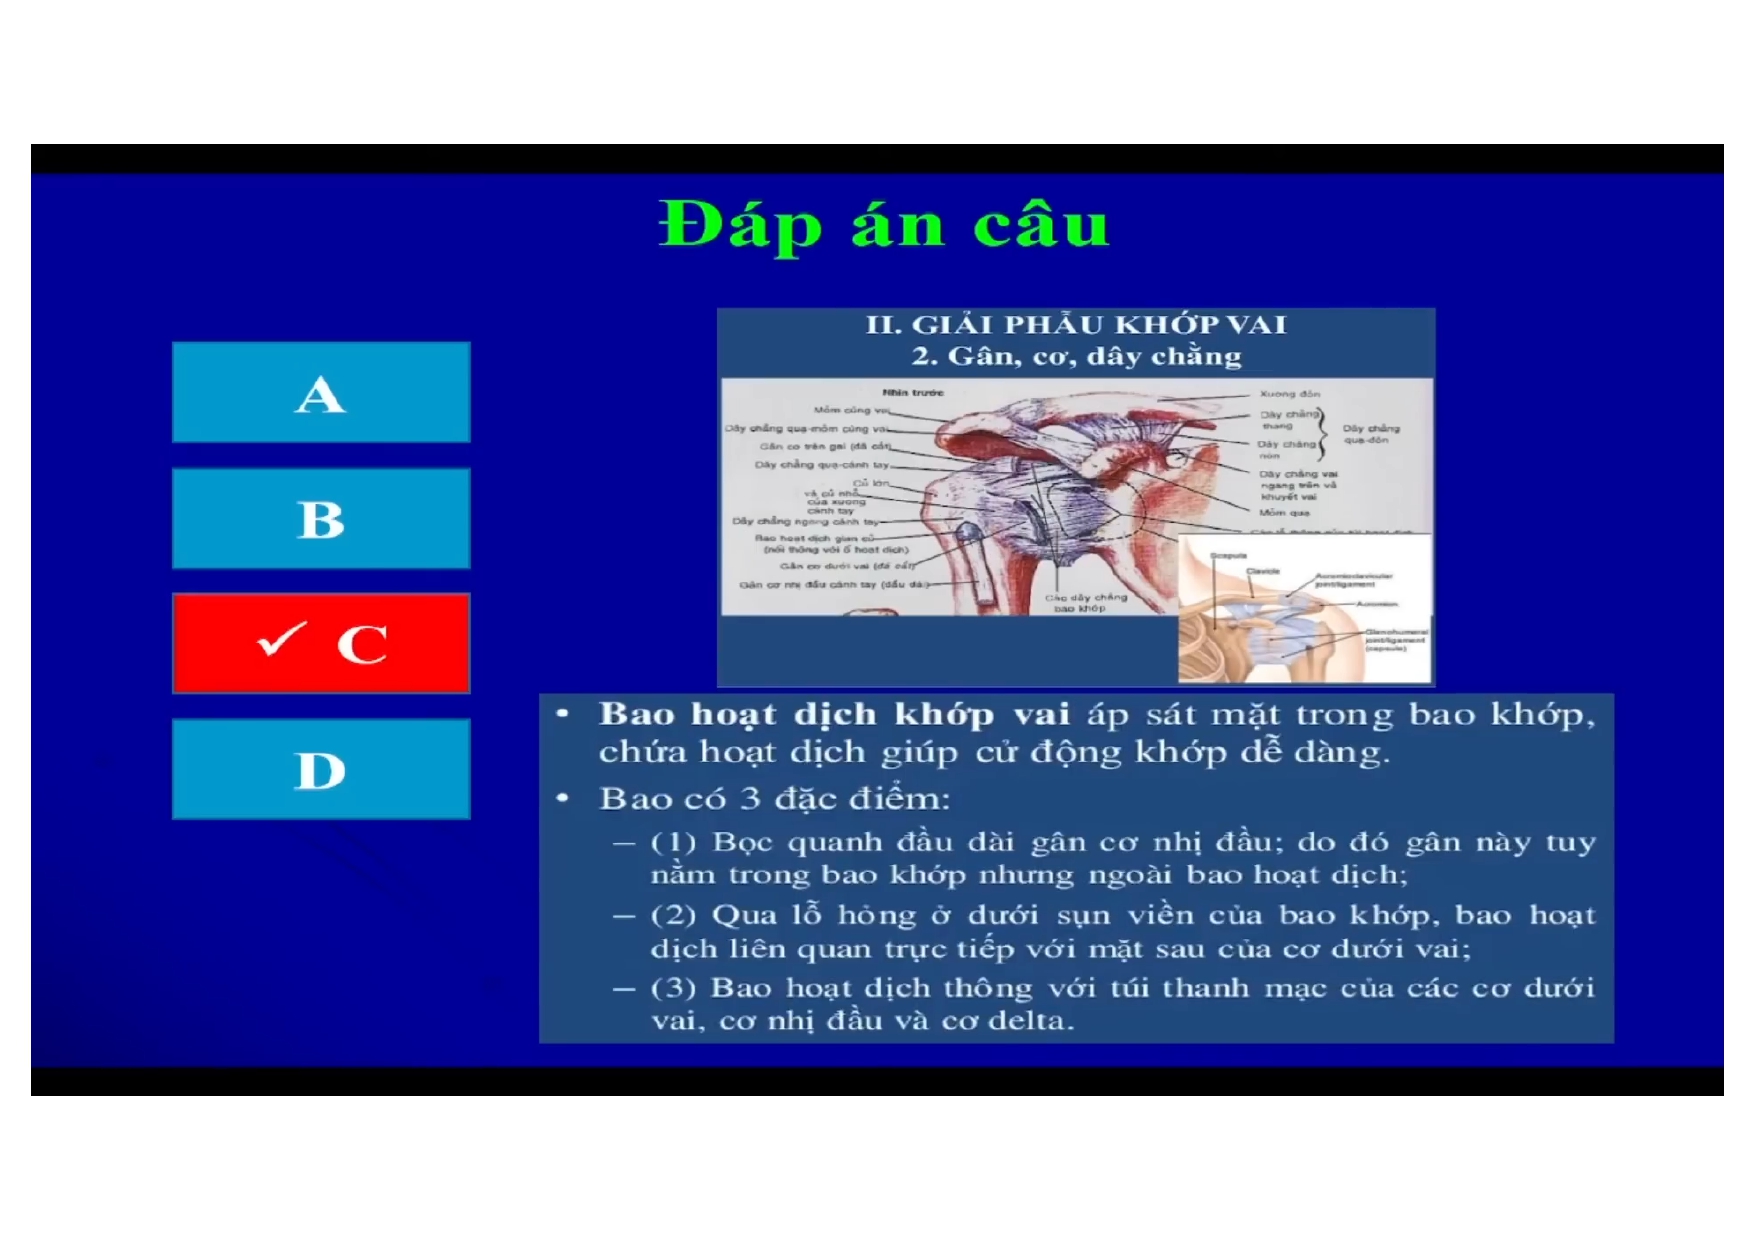 Đáp án câu
A
B
✓ C
D
II. GIẢI PHẪU KHỚP VAI
2. Gân, cơ, dây chằng
Nhìn trước
Mỏm cùng vai
Dây chằng quạ-mỏm cùng vai
Gân cơ trên gai (đã cắt)
Dây chằng quạ-cánh tay
Củ lớn
và củ nhỏ
của xương
cánh tay
Dây chằng ngang cánh tay
Bao hoạt dịch gian củ
(nối thông với ổ hoạt dịch)
Gân cơ dưới vai (đã cắt)
Gân cơ nhị đầu cánh tay (đầu dài)
Các dây chằng
bao khớp
Xương đòn
Dây chằng
thang
Dây chằng
nón
Dây chằng
quạ-đòn
Dây chằng vai
ngang trên và
khuyết vai
Mỏm quạ
Scapula
Clavicle
Acromioclavicular
joint/ligament
Acromion
Glenohumeral
joint/ligament
(capsule)
• Bao hoạt dịch khớp vai áp sát mặt trong bao khớp,
chứa hoạt dịch giúp cử động khớp dễ dàng.
• Bao có 3 đặc điểm:
– (1) Bọc quanh đầu dài gân cơ nhị đầu; do đó gân này tuy
nằm trong bao khớp nhưng ngoài bao hoạt dịch;
– (2) Qua lỗ hỏng ở dưới sụn viền của bao khớp, bao hoạt
dịch liên quan trực tiếp với mặt sau của cơ dưới vai;
– (3) Bao hoạt dịch thông với túi thanh mạc của các cơ dưới
vai, cơ nhị đầu và cơ delta.